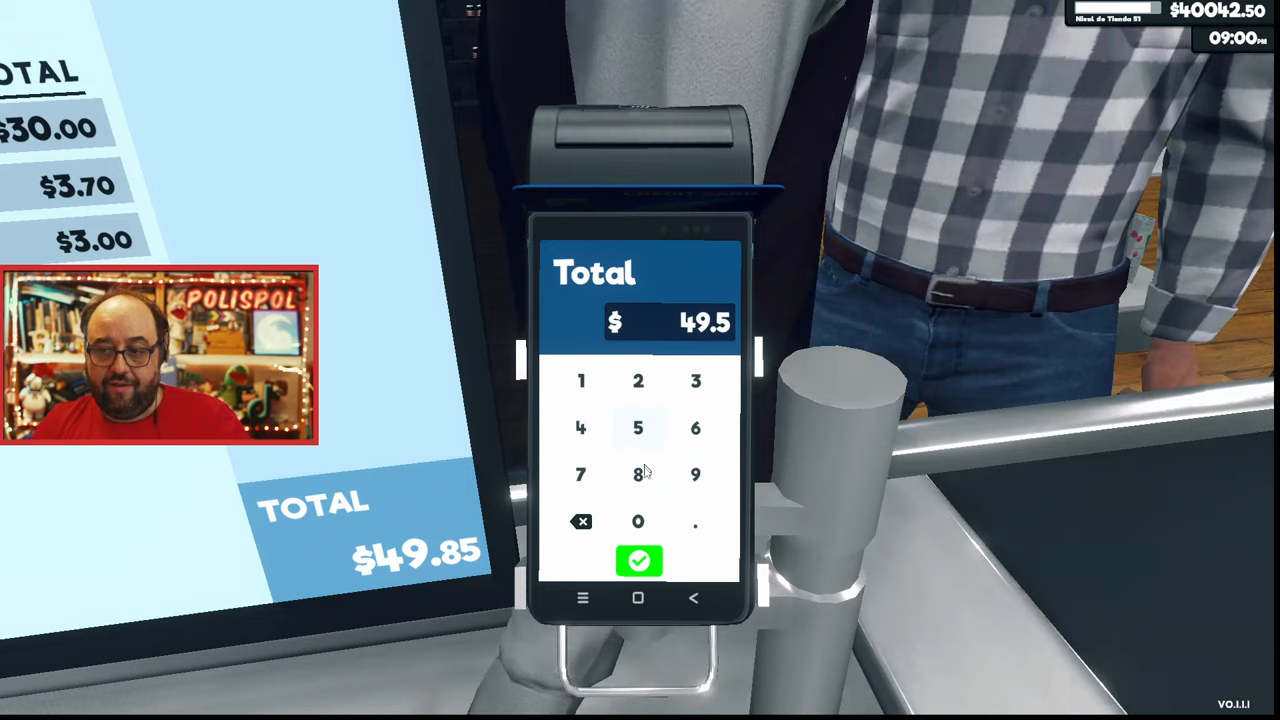 OTAL
$30.00
$3.70
$3.00
TOTAL
$49.85
POLISPOL
Total
$ 49.5
1 2 3
4 5 6
7 8 9
0 .
Nivel de Tienda 51
$40042.50
09:00PM
V0.1.1.1